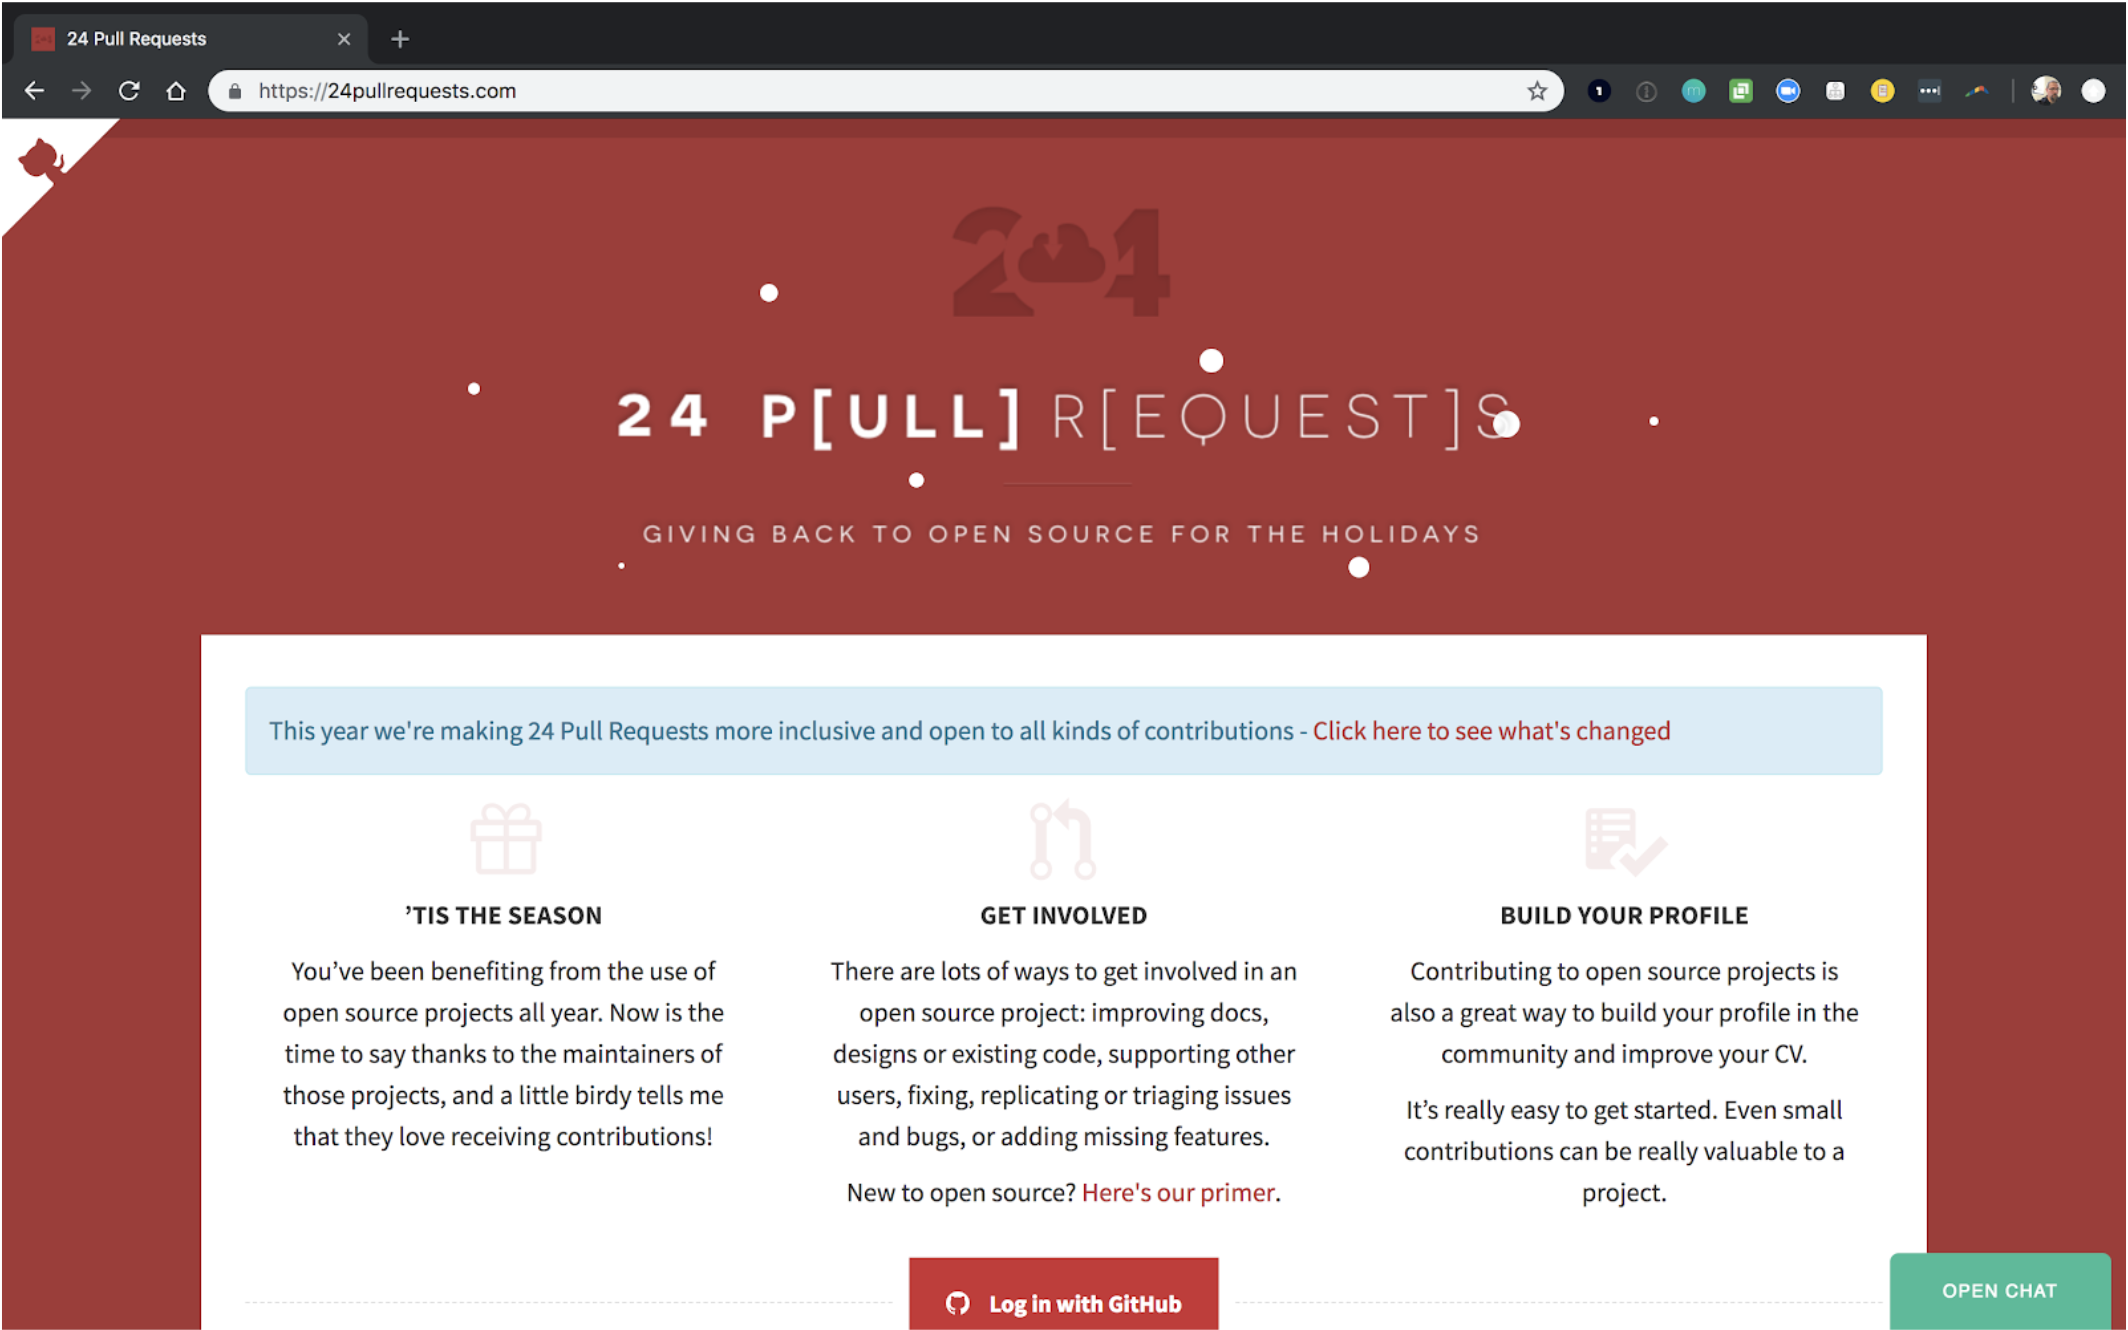 24 Pull Requests
https://24pullrequests.com
24
24 P[ULL] R[EQUEST]S
GIVING BACK TO OPEN SOURCE FOR THE HOLIDAYS
This year we're making 24 Pull Requests more inclusive and open to all kinds of contributions - Click here to see what's changed
’TIS THE SEASON
You’ve been benefiting from the use of
open source projects all year. Now is the
time to say thanks to the maintainers of
those projects, and a little birdy tells me
that they love receiving contributions!
GET INVOLVED
There are lots of ways to get involved in an
open source project: improving docs,
designs or existing code, supporting other
users, fixing, replicating or triaging issues
and bugs, or adding missing features.
New to open source? Here's our primer.
BUILD YOUR PROFILE
Contributing to open source projects is
also a great way to build your profile in the
community and improve your CV.
It’s really easy to get started. Even small
contributions can be really valuable to a
project.
Log in with GitHub
OPEN CHAT